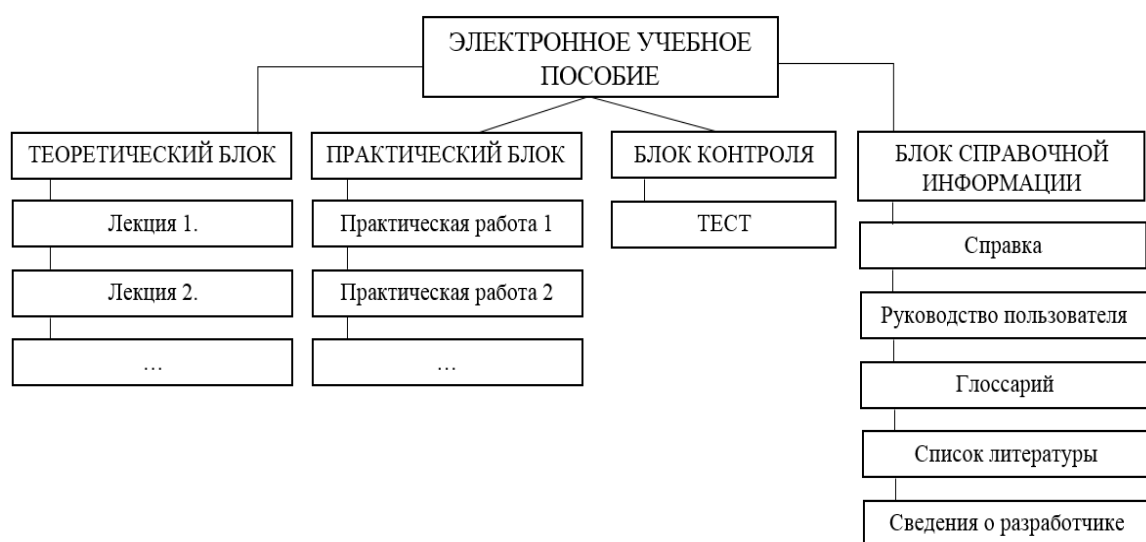 ЭЛЕКТРОННОЕ УЧЕБНОЕ
ПОСОБИЕ
ТЕОРЕТИЧЕСКИЙ БЛОК
Лекция 1.
Лекция 2.
…
ПРАКТИЧЕСКИЙ БЛОК
Практическая работа 1
Практическая работа 2
…
БЛОК КОНТРОЛЯ
ТЕСТ
БЛОК СПРАВОЧНОЙ
ИНФОРМАЦИИ
Справка
Руководство пользователя
Глоссарий
Список литературы
Сведения о разработчике